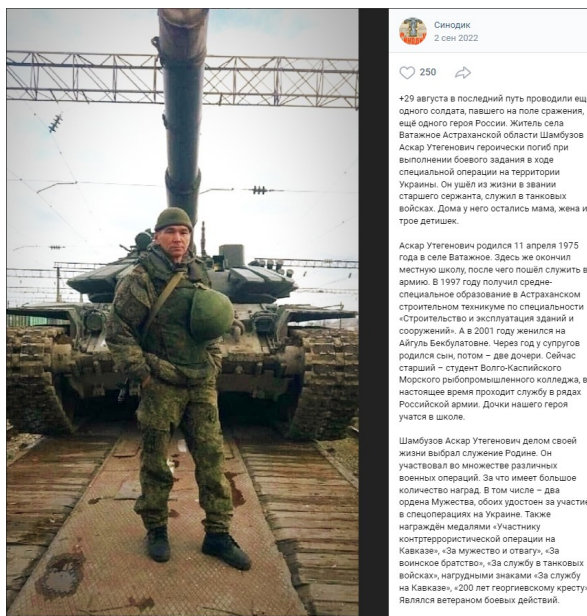 Синодик
2 сен 2022
250
+29 августа в последний путь проводили ещ
одного солдата, павшего на поле сражения,
ещё одного героя России. Житель села
Ватажное Астраханской области Шамбузов
Аскар Утегенович героически погиб при
выполнении боевого задания в ходе
специальной операции на территории
Украины. Он ушёл из жизни в звании
старшего сержанта, служил в танковых
войсках. Дома у него остались мама, жена и
трое детишек.
Аскар Утегенович родился 11 апреля 1975
года в селе Ватажное. Здесь же окончил
местную школу, после чего пошёл служить в
армию. В 1997 году получил средне-
специальное образование в Астраханском
строительном техникуме по специальности
«Строительство и эксплуатация зданий и
сооружений». А в 2001 году женился на
Айгуль Бекбулатовне. Через год у супругов
родился сын, потом – две дочери. Сейчас
старший – студент Волго-Каспийского
Морского рыбопромышленного колледжа, в
настоящее время проходит службу в рядах
Российской армии. Дочки нашего героя
учатся в школе.
Шамбузов Аскар Утегенович делом своей
жизни выбрал служение Родине. Он
участвовал во множестве различных
военных операций. За что имеет большое
количество наград. В том числе – два
ордена Мужества, обоих удостоен за участие
в спецоперациях на Украине. Также
награждён медалями «Участнику
контртеррористической операции на
Кавказе», «За мужество и отвагу», «За
воинское братство», «За службу в танковых
войсках», нагрудными знаками «За службу
на Кавказе», «200 лет георгиевскому кресту»
Являлся ветераном боевых действий.